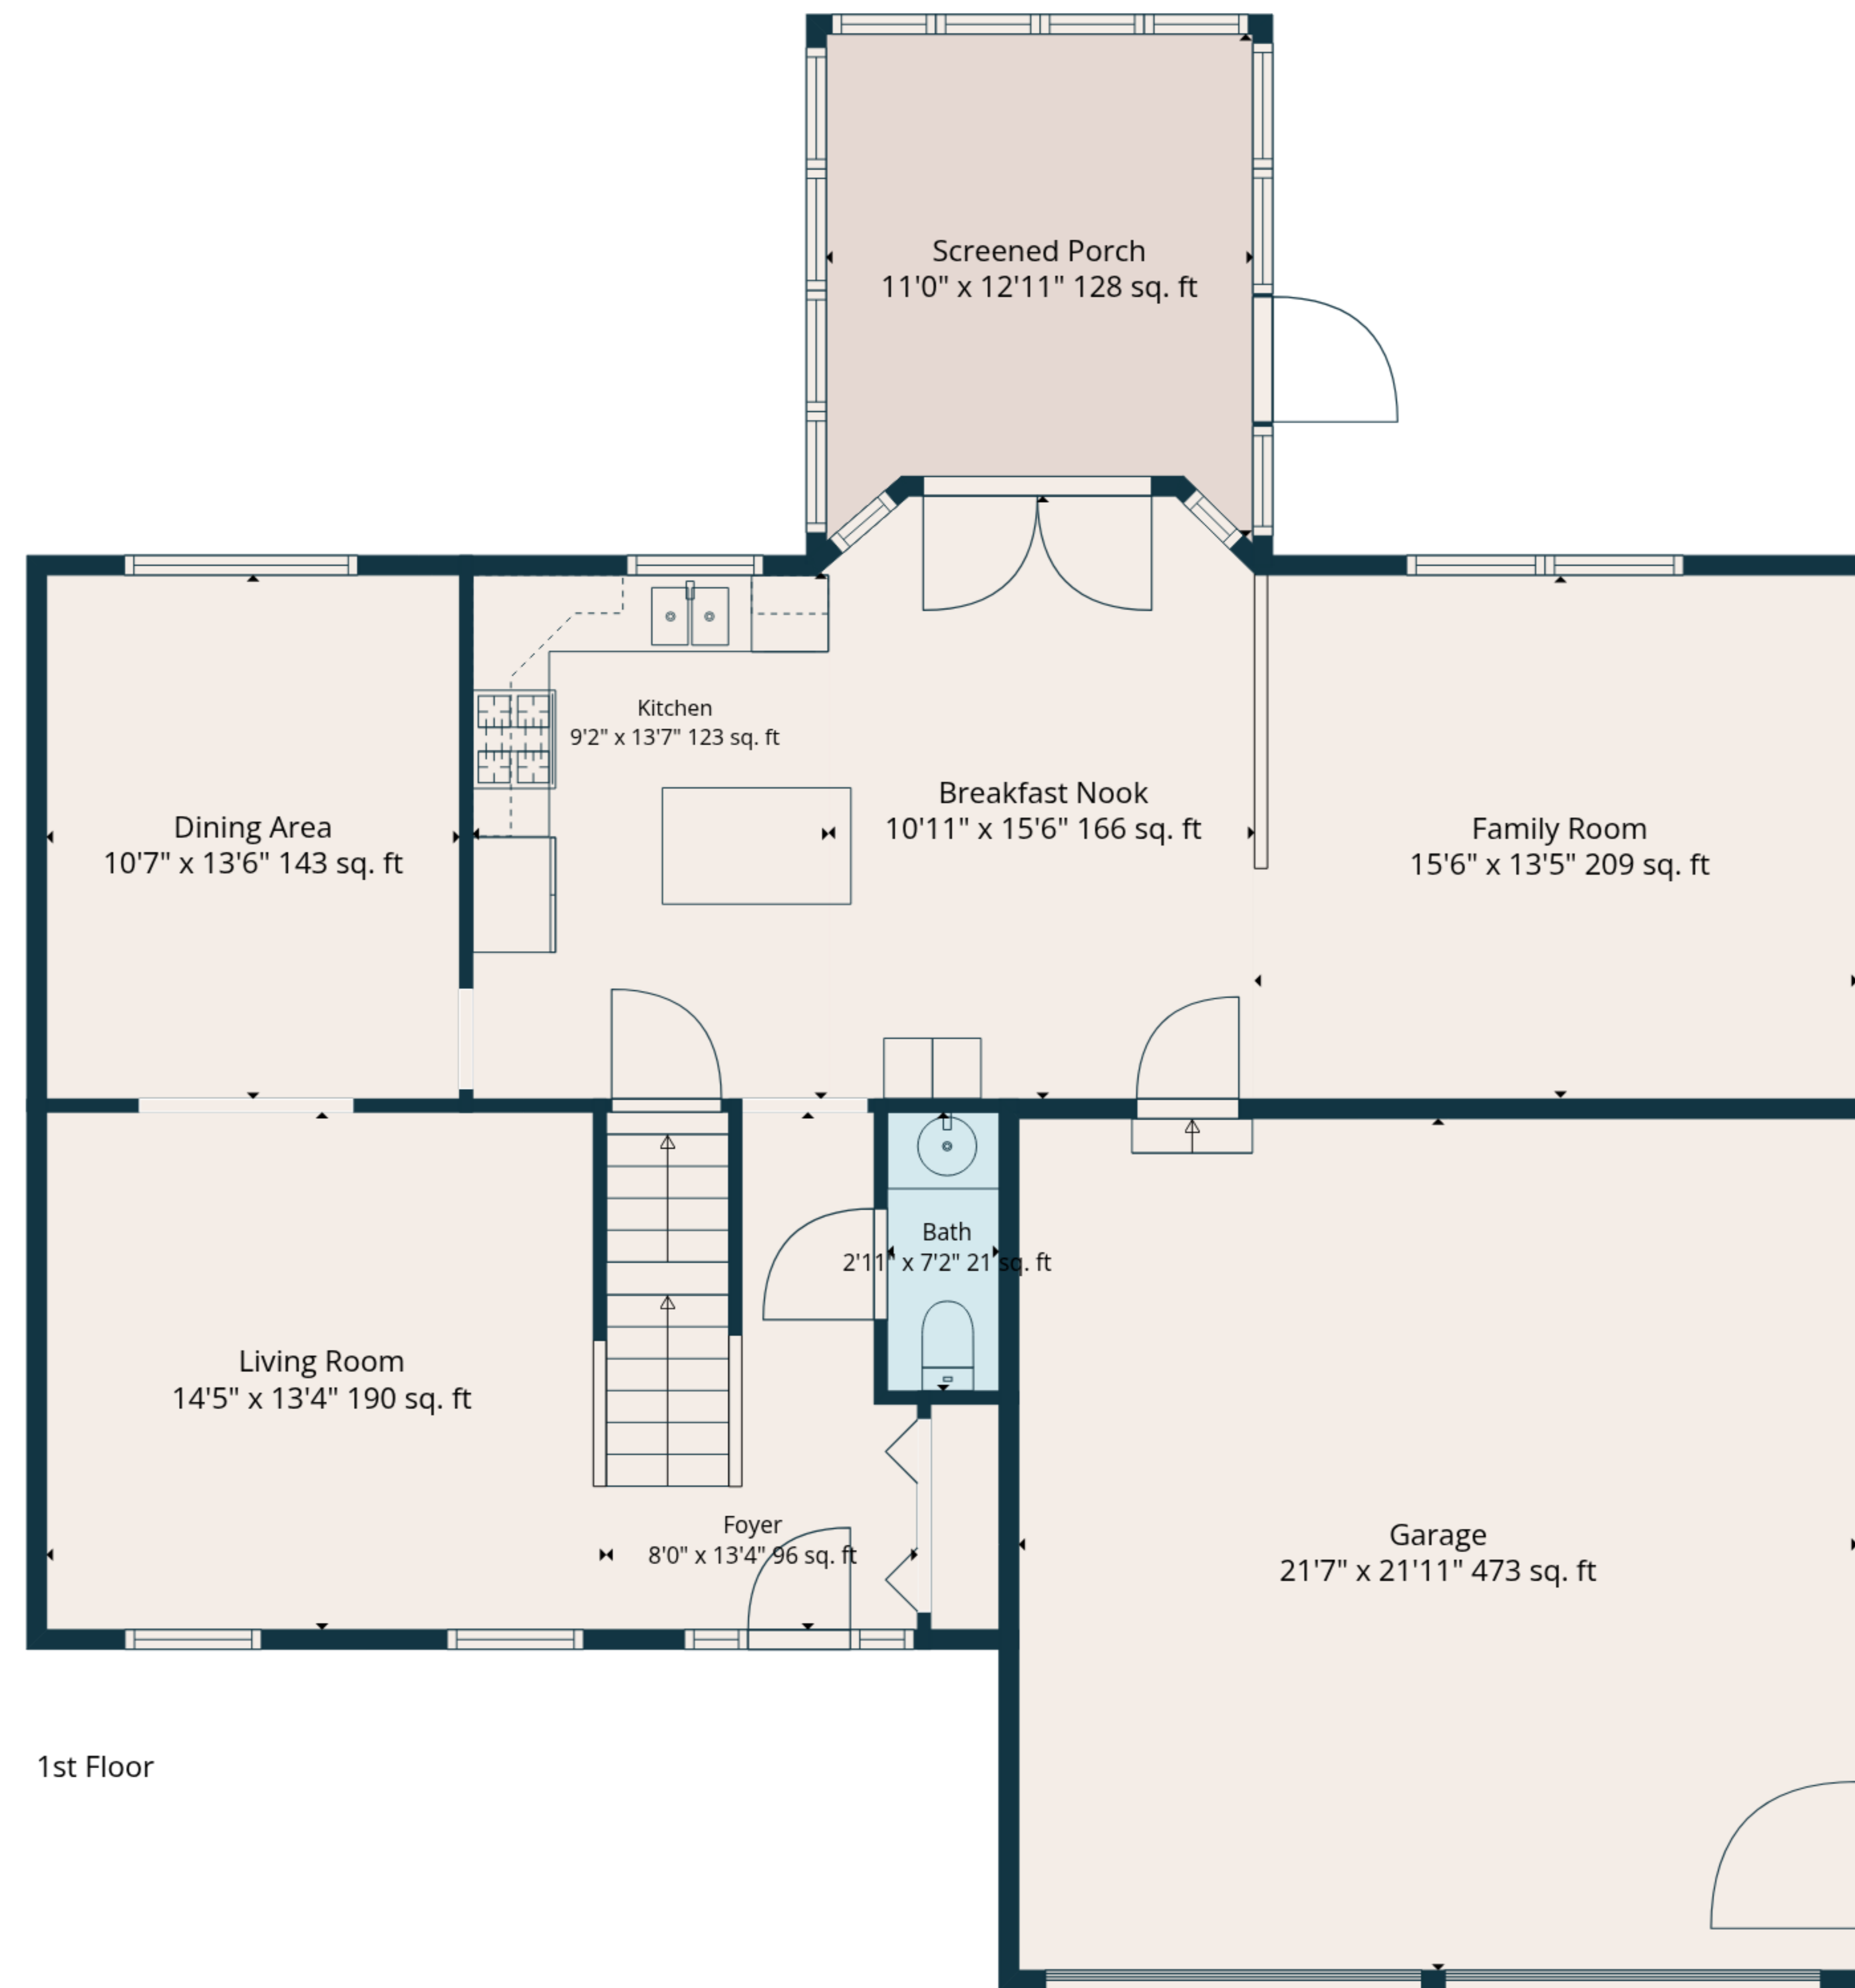 Screened Porch
11'0" x 12'11" 128 sq. ft
Kitchen
9'2" x 13'7" 123 sq. ft
Breakfast Nook
10'11" x 15'6" 166 sq. ft
Dining Area
10'7" x 13'6" 143 sq. ft
Family Room
15'6" x 13'5" 209 sq. ft
Bath
2'11" x 7'2" 21 sq. ft
Living Room
14'5" x 13'4" 190 sq. ft
Foyer
8'0" x 13'4" 96 sq. ft
Garage
21'7" x 21'11" 473 sq. ft
1st Floor